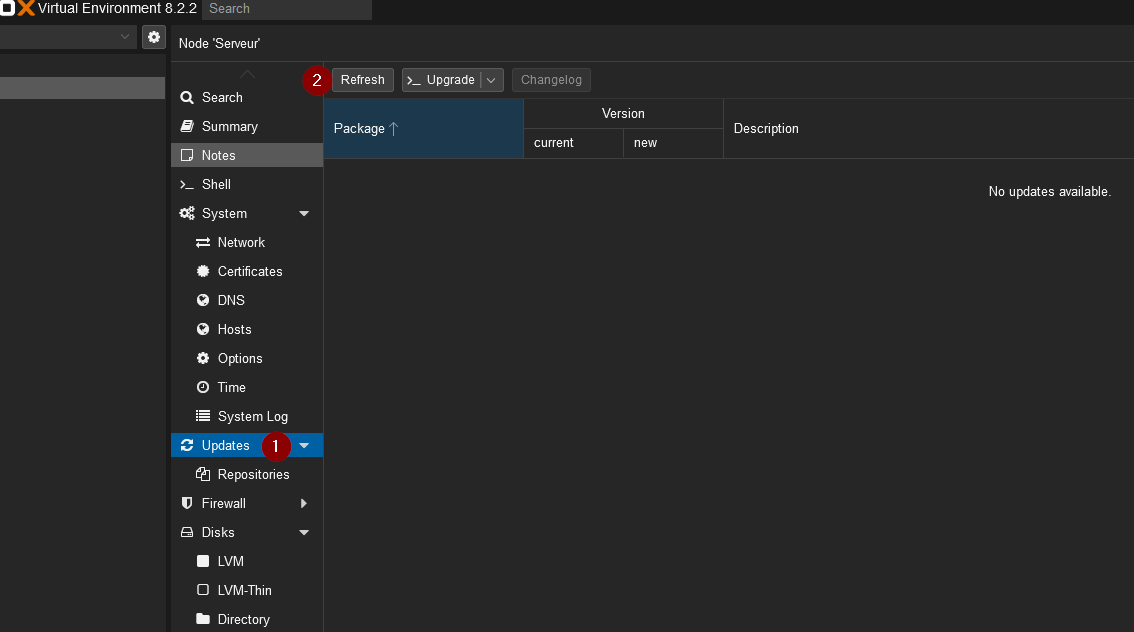 Virtual Environment 8.2.2 Search
Node 'Serveur'
2 Refresh Upgrade Changelog
Search
Summary
Notes
Shell
System
Network
Certificates
DNS
Hosts
Options
Time
System Log
Updates 1
Repositories
Firewall
Disks
LVM
LVM-Thin
Directory
Package
Version
current new
Description
No updates available.